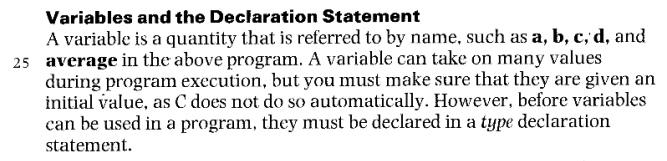 Variables and the Declaration Statement
A variable is a quantity that is referred to by name, such as a, b, c, d, and
25 average in the above program. A variable can take on many values
during program execution, but you must make sure that they are given an
initial value, as C does not do so automatically. However, before variables
can be used in a program, they must be declared in a type declaration
statement.